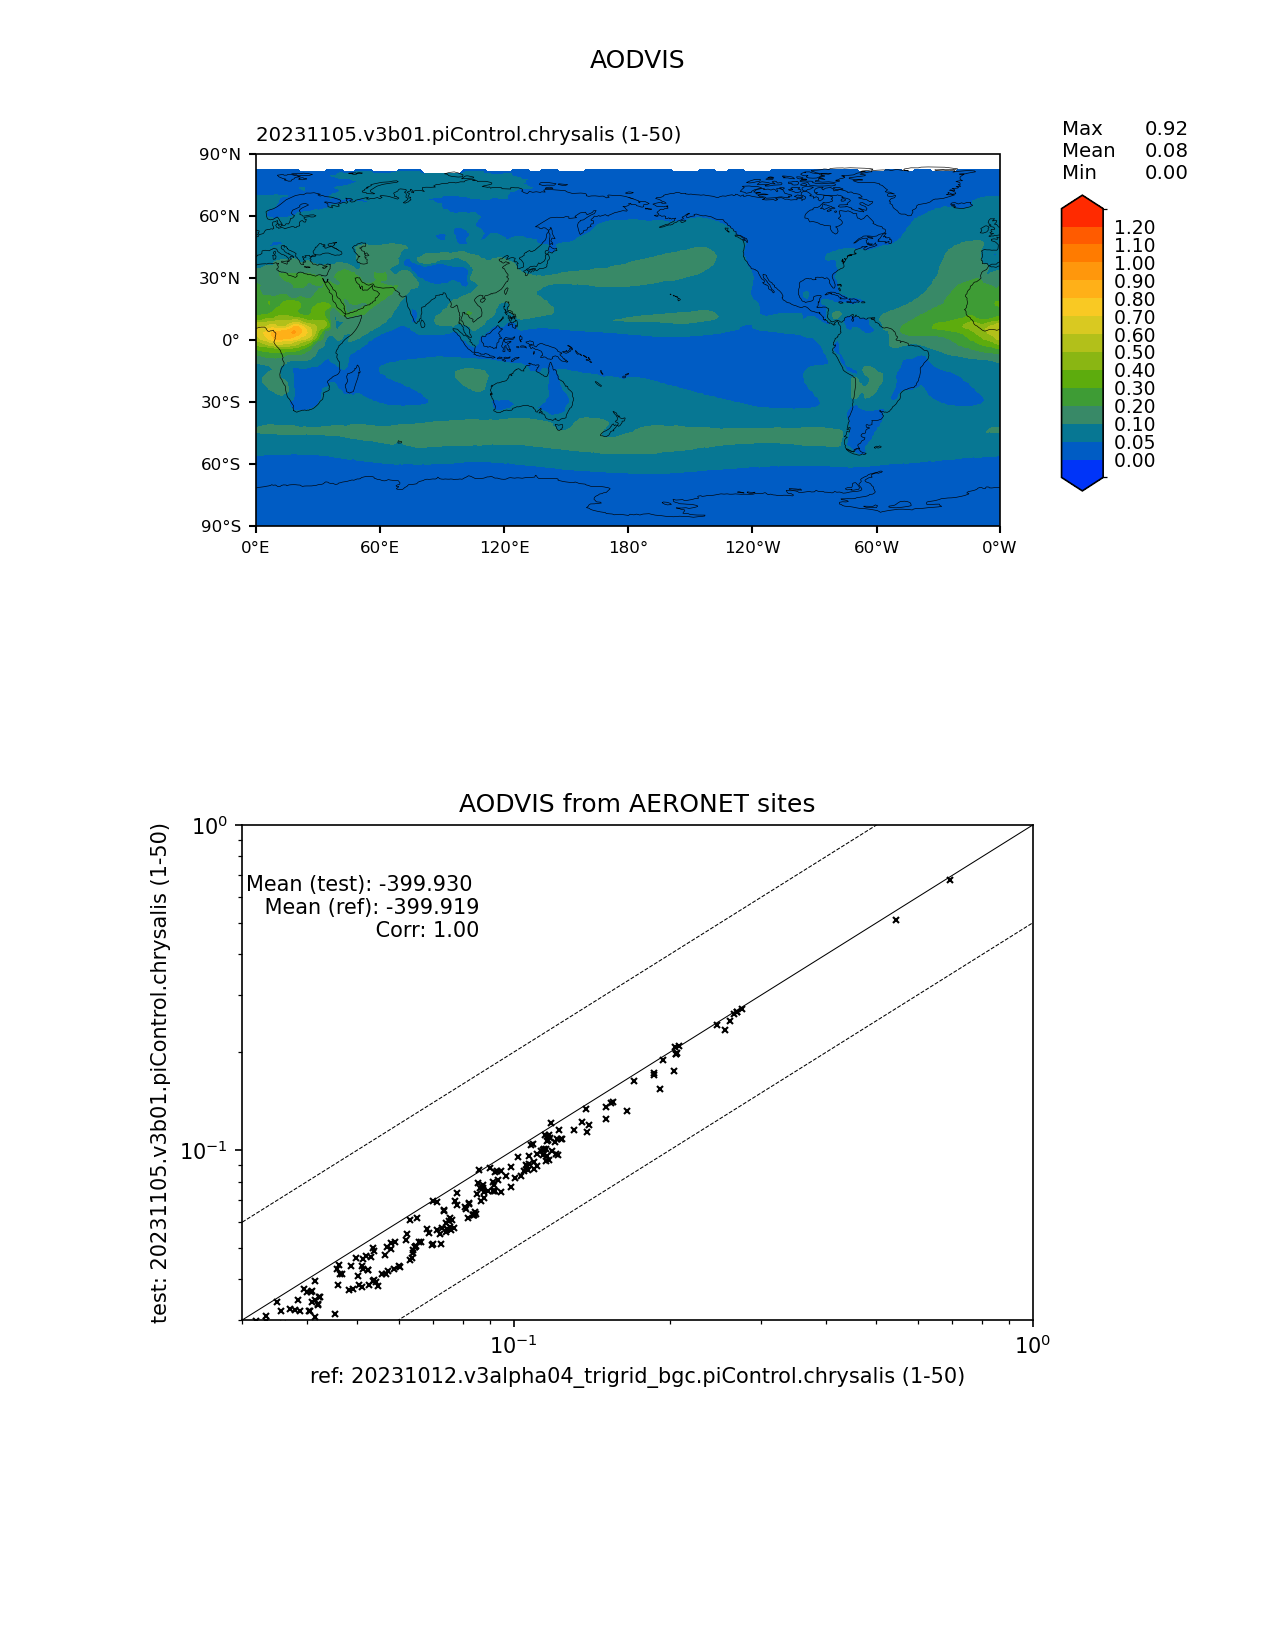 AODVIS
20231105.v3b01.piControl.chrysalis (1-50)
Max 0.92
Mean 0.08
Min 0.00
90°N
60°N
30°N
0°
30°S
60°S
90°S
0°E 60°E 120°E 180° 120°W 60°W 0°W
1.20
1.10
1.00
0.90
0.80
0.70
0.60
0.50
0.40
0.30
0.20
0.10
0.05
0.00
AODVIS from AERONET sites
test: 20231105.v3b01.piControl.chrysalis (1-50)
10⁰
10⁻¹
Mean (test): -399.930
Mean (ref): -399.919
Corr: 1.00
10⁻¹ 10⁰
ref: 20231012.v3alpha04_trigrid_bgc.piControl.chrysalis (1-50)